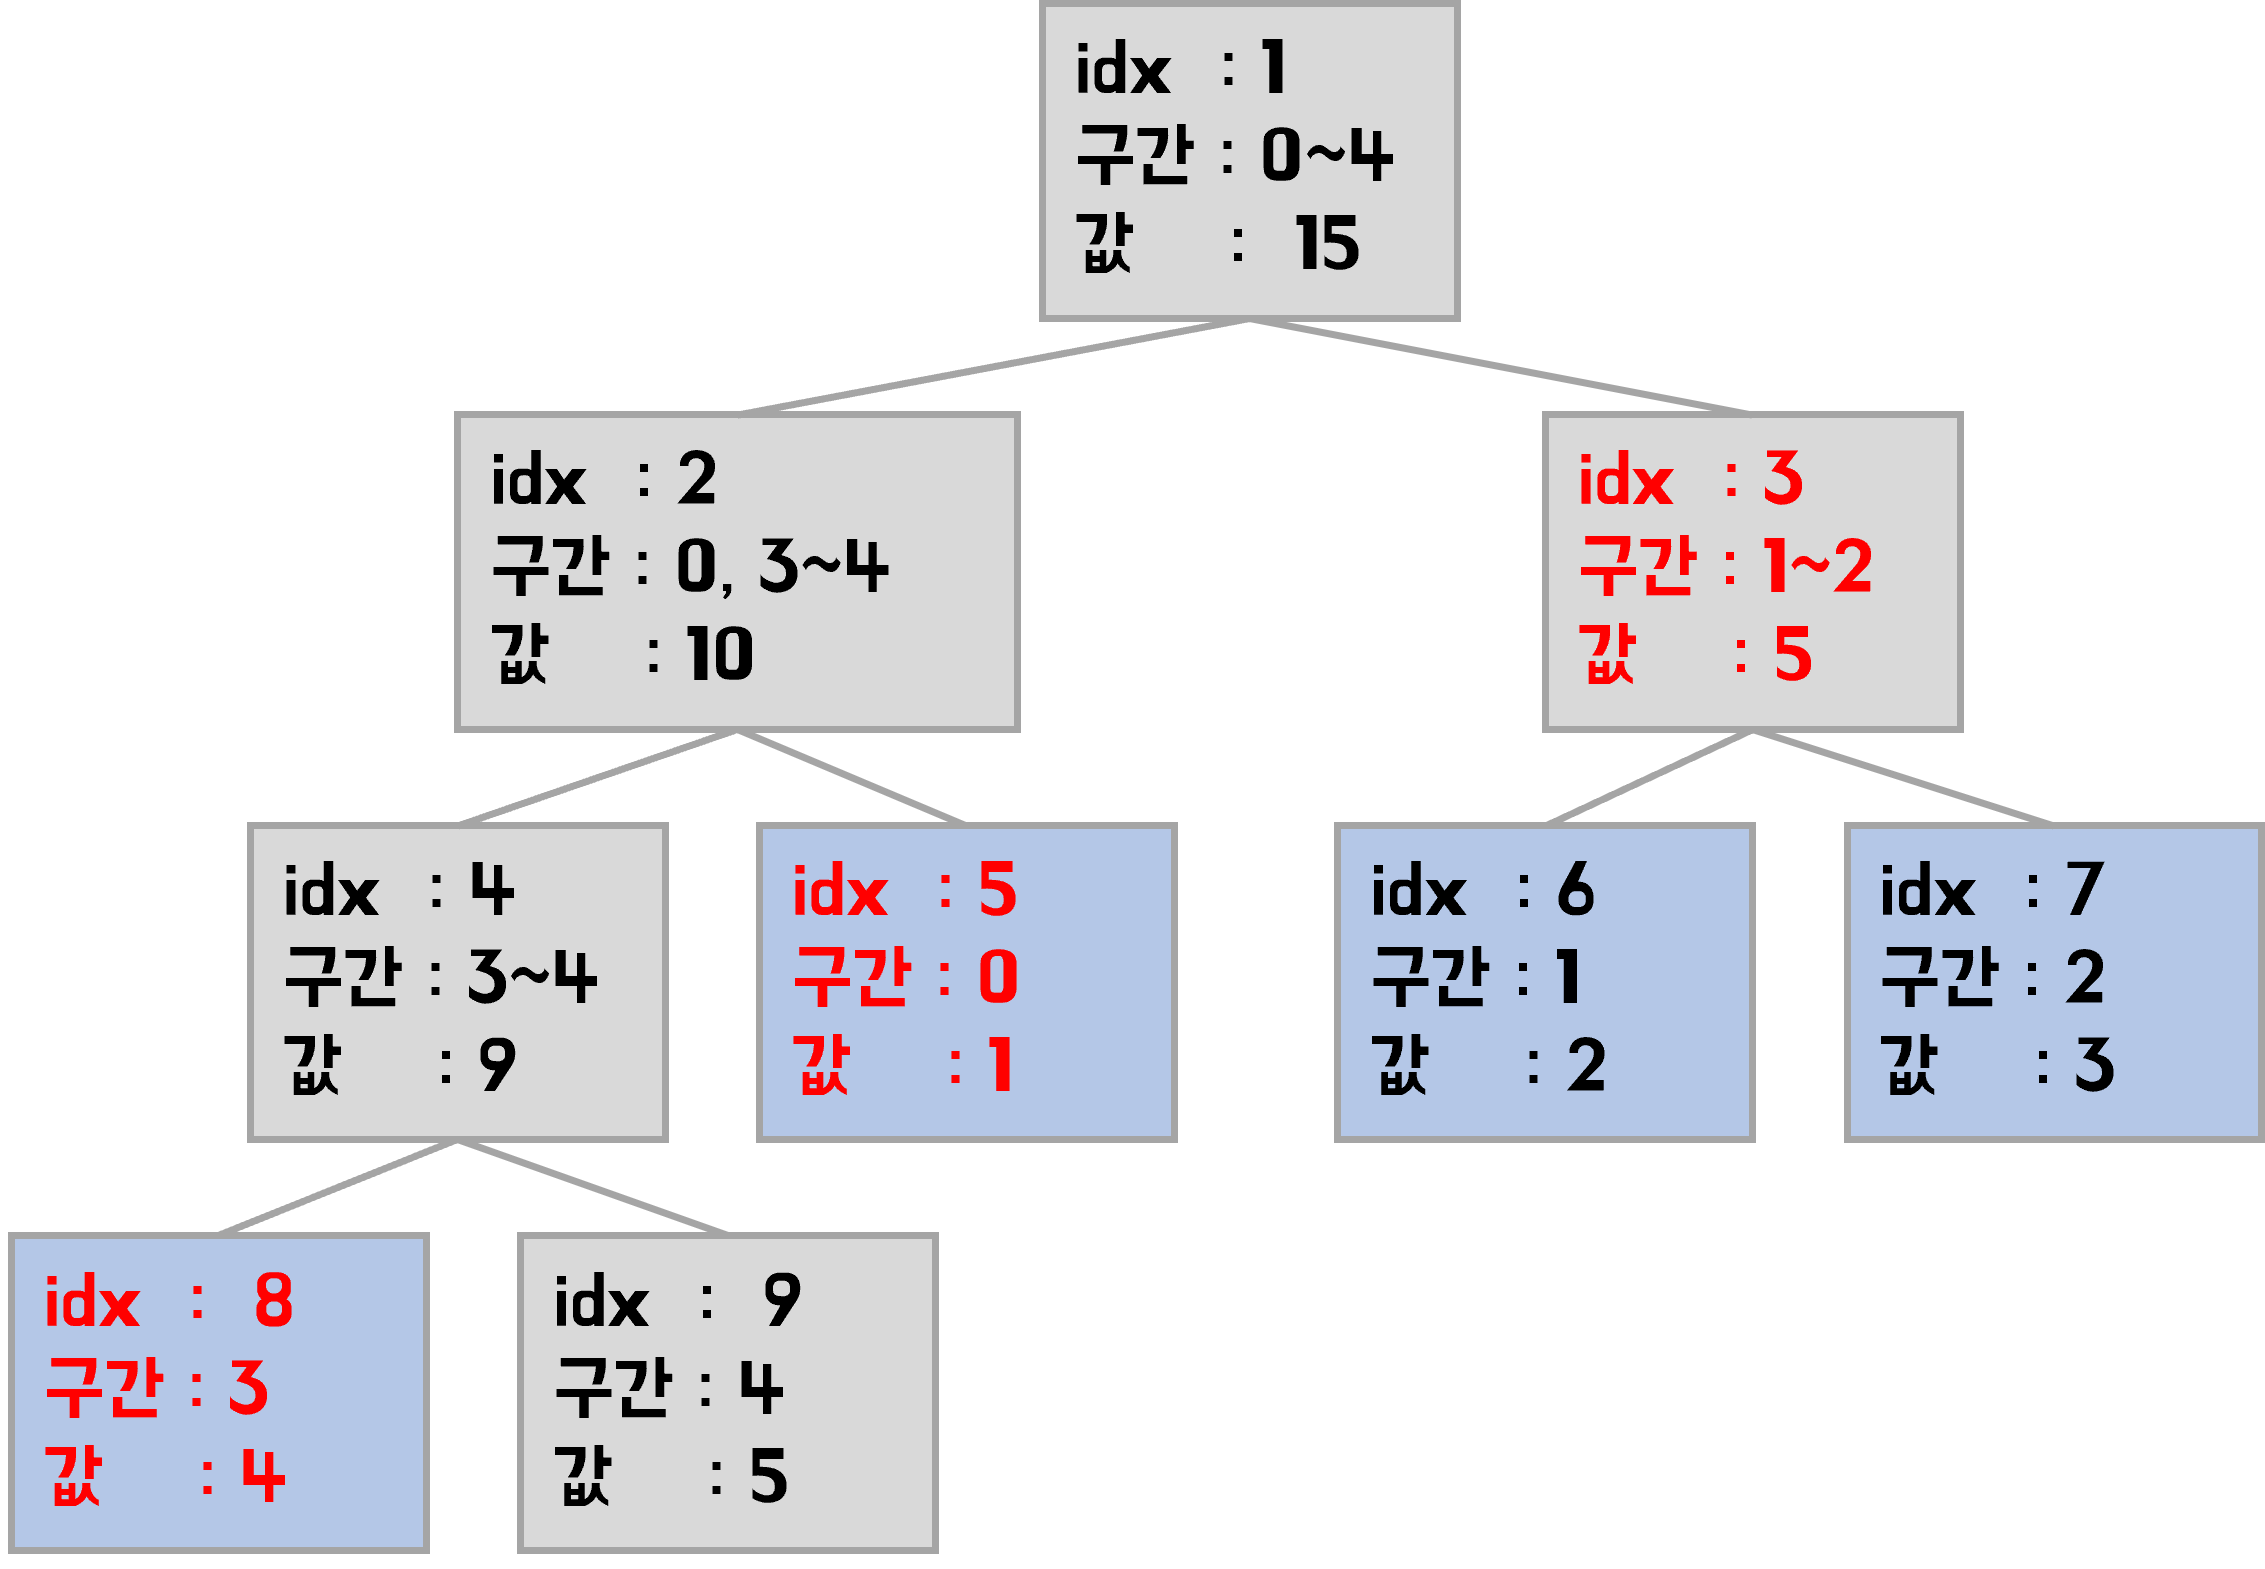 idx : 1
구간 : 0~4
값 : 15
idx : 2
구간 : 0, 3~4
값 : 10
idx : 3
구간 : 1~2
값 : 5
idx : 4
구간 : 3~4
값 : 9
idx : 5
구간 : 0
값 : 1
idx : 6
구간 : 1
값 : 2
idx : 7
구간 : 2
값 : 3
idx : 8
구간 : 3
값 : 4
idx : 9
구간 : 4
값 : 5